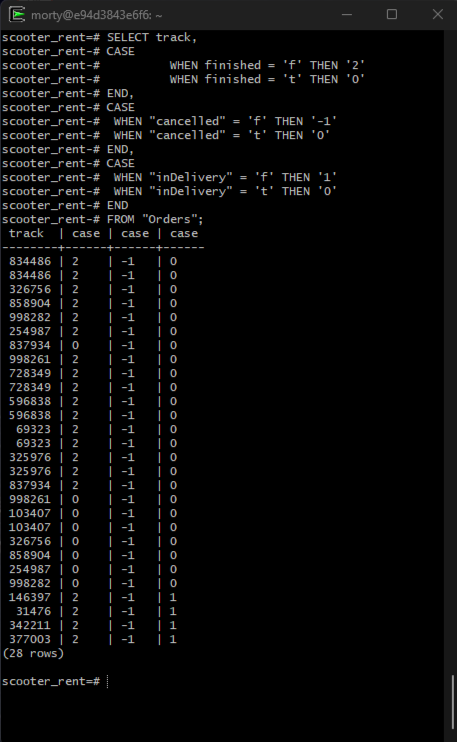 morty@e94d3843e6f6: ~
scooter_rent=# SELECT track,
scooter_rent-# CASE
scooter_rent-#          WHEN finished = 'f' THEN '2'
scooter_rent-#          WHEN finished = 't' THEN '0'
scooter_rent-# END,
scooter_rent-# CASE
scooter_rent-#  WHEN "cancelled" = 'f' THEN '-1'
scooter_rent-#  WHEN "cancelled" = 't' THEN '0'
scooter_rent-# END,
scooter_rent-# CASE
scooter_rent-#  WHEN "inDelivery" = 'f' THEN '1'
scooter_rent-#  WHEN "inDelivery" = 't' THEN '0'
scooter_rent-# END
scooter_rent-# FROM "Orders";
 track  | case | case | case
--------+------+------+------
 834486 | 2    | -1   | 0
 834486 | 2    | -1   | 0
 326756 | 2    | -1   | 0
 858904 | 2    | -1   | 0
 998282 | 2    | -1   | 0
 254987 | 2    | -1   | 0
 837934 | 0    | -1   | 0
 998261 | 2    | -1   | 0
 728349 | 2    | -1   | 0
 728349 | 2    | -1   | 0
 596838 | 2    | -1   | 0
 596838 | 2    | -1   | 0
  69323 | 2    | -1   | 0
  69323 | 2    | -1   | 0
 325976 | 2    | -1   | 0
 325976 | 2    | -1   | 0
 837934 | 2    | -1   | 0
 998261 | 0    | -1   | 0
 103407 | 0    | -1   | 0
 103407 | 0    | -1   | 0
 326756 | 0    | -1   | 0
 858904 | 0    | -1   | 0
 254987 | 0    | -1   | 0
 998282 | 0    | -1   | 0
 146397 | 2    | -1   | 1
  31476 | 2    | -1   | 1
 342211 | 2    | -1   | 1
 377003 | 2    | -1   | 1
(28 rows)
scooter_rent=#